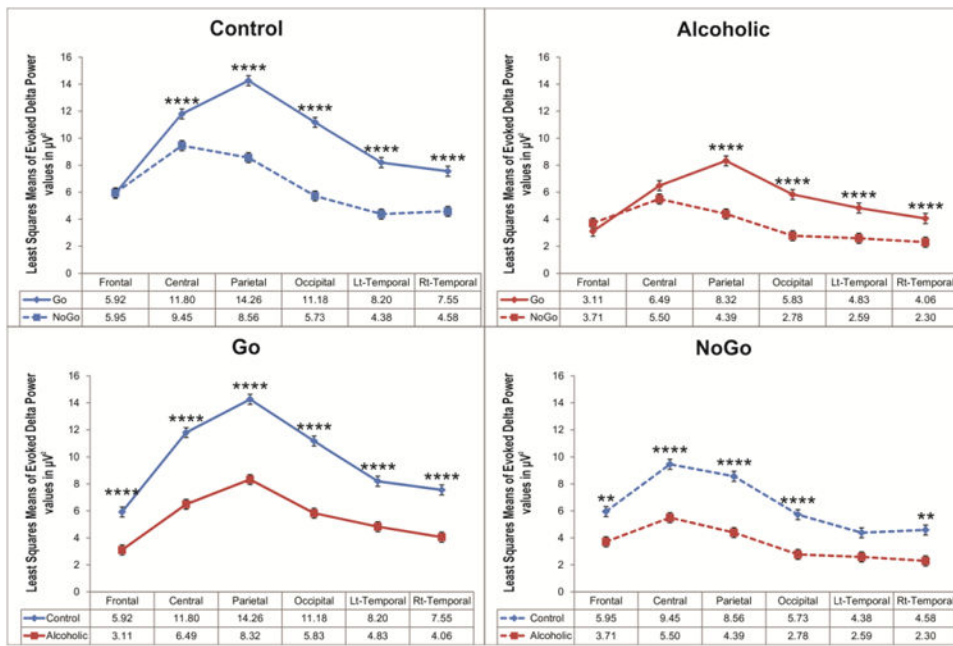 Control
Least Squares Means of Evoked Delta Power
values in µV²
16
14
12
10
8
6
4
2
0
****
****
****
****
****
Frontal Central Parietal Occipital Lt-Temporal Rt-Temporal
Go 5.92 11.80 14.26 11.18 8.20 7.55
NoGo 5.95 9.45 8.56 5.73 4.38 4.58
Alcoholic
Least Squares Means of Evoked Delta Power
values in µV²
16
14
12
10
8
6
4
2
0
****
****
****
****
Frontal Central Parietal Occipital Lt-Temporal Rt-Temporal
Go 3.11 6.49 8.32 5.83 4.83 4.06
NoGo 3.71 5.50 4.39 2.78 2.59 2.30
Go
Least Squares Means of Evoked Delta Power
values in µV²
16
14
12
10
8
6
4
2
0
****
****
****
****
****
****
Frontal Central Parietal Occipital Lt-Temporal Rt-Temporal
Control 5.92 11.80 14.26 11.18 8.20 7.55
Alcoholic 3.11 6.49 8.32 5.83 4.83 4.06
NoGo
Least Squares Means of Evoked Delta Power
values in µV²
16
14
12
10
8
6
4
2
0
**
****
****
****
**
Frontal Central Parietal Occipital Lt-Temporal Rt-Temporal
Control 5.95 9.45 8.56 5.73 4.38 4.58
Alcoholic 3.71 5.50 4.39 2.78 2.59 2.30